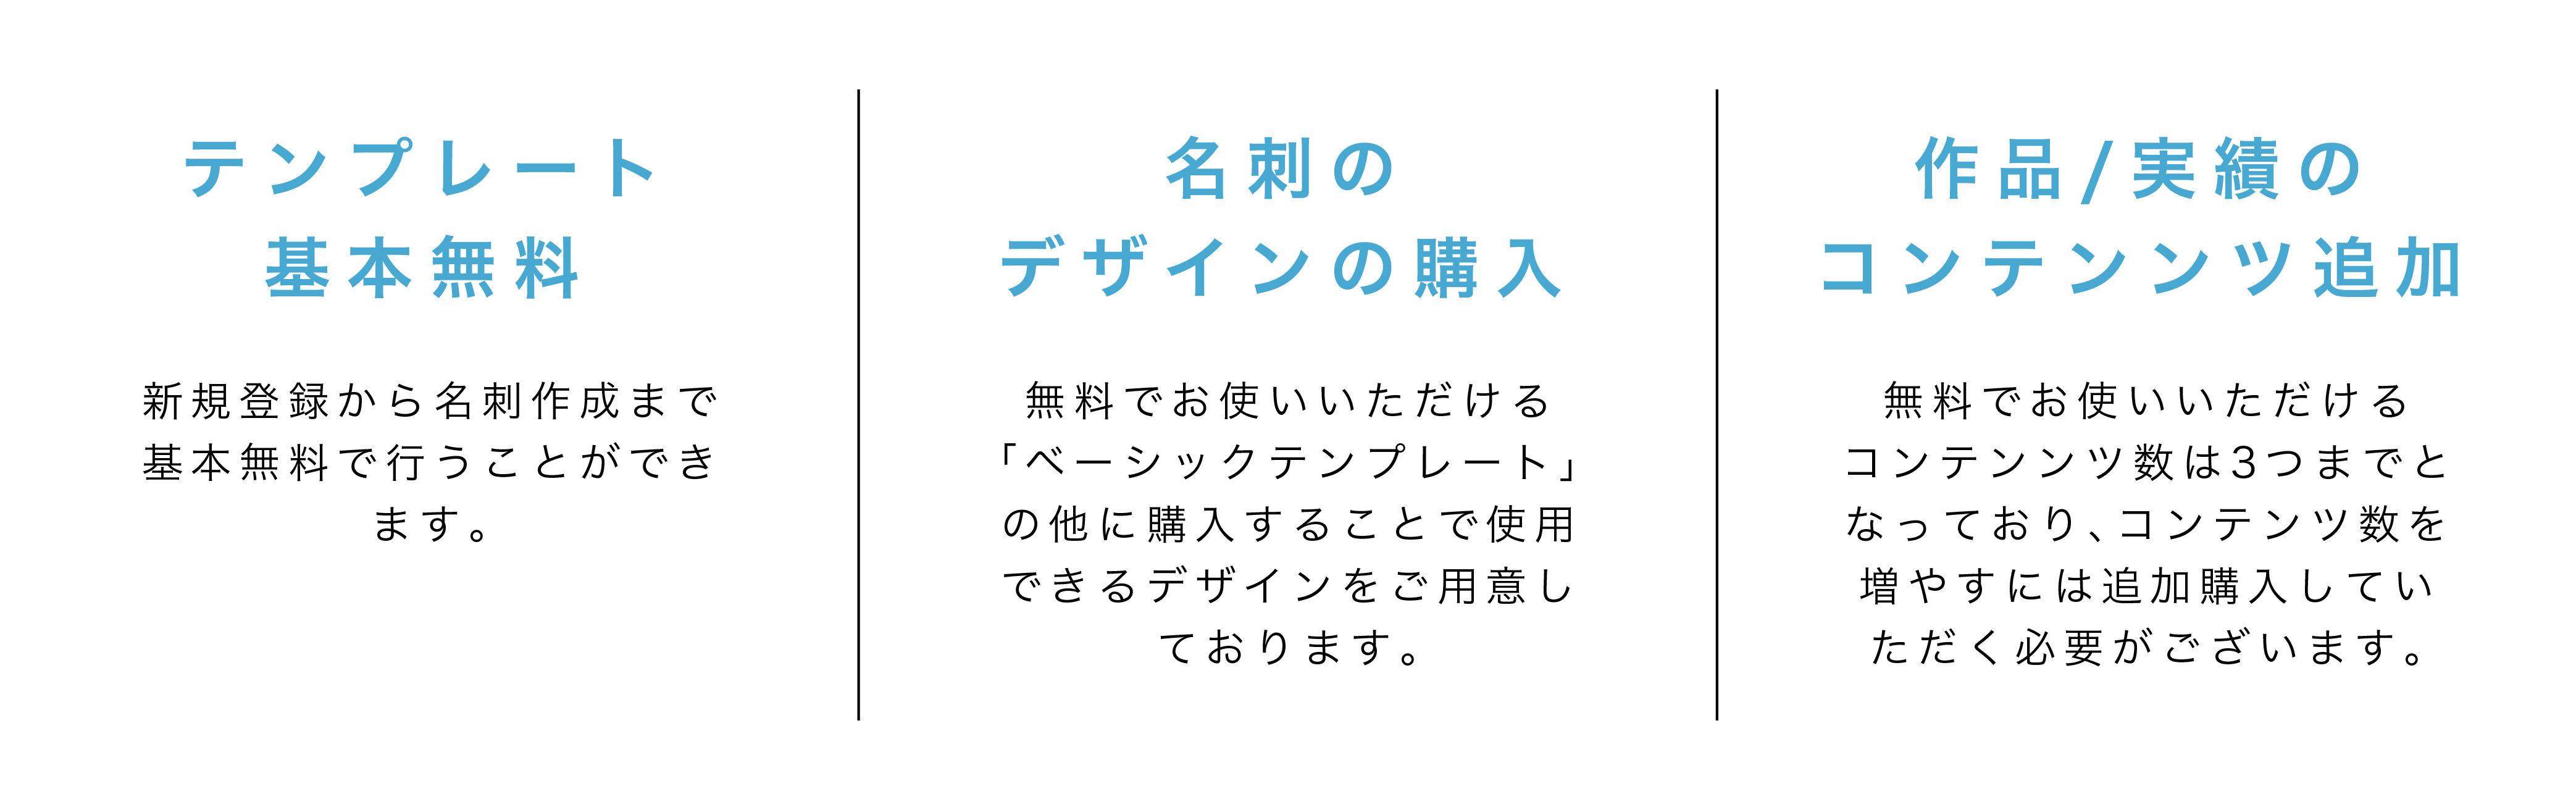 テンプレート
基本無料
新規登録から名刺作成まで
基本無料で行うことができ
ます。
名刺の
デザインの購入
無料でお使いいただける
「ベーシックテンプレート」
の他に購入することで使用
できるデザインをご用意し
ております。
作品/実績の
コンテンンツ追加
無料でお使いいただける
コンテンンツ数は3つまでと
なっており、コンテンツ数を
増やすには追加購入してい
ただく必要がございます。